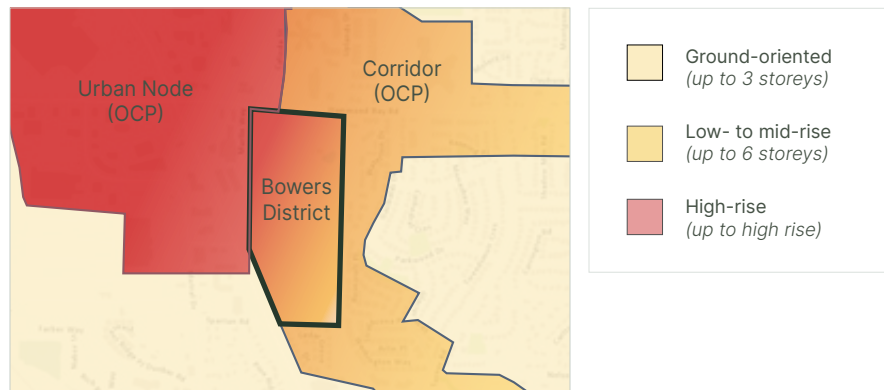 Urban Node
(OCP)
Corridor
(OCP)
Bowers
District
Ground-oriented
(up to 3 storeys)
Low- to mid-rise
(up to 6 storeys)
High-rise
(up to high rise)